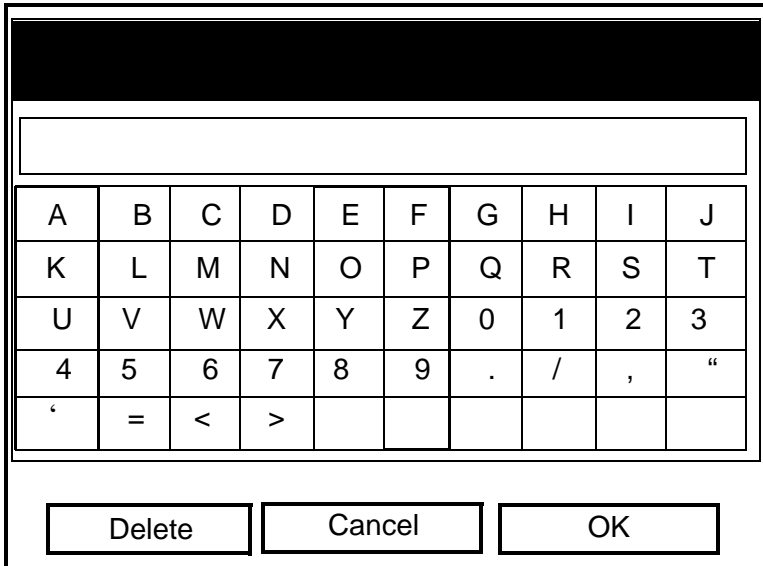 A B C D E F G H I J
K L M N O P Q R S T
U V W X Y Z 0 1 2 3
4 5 6 7 8 9 . / , “
‘ = < >
Delete Cancel OK